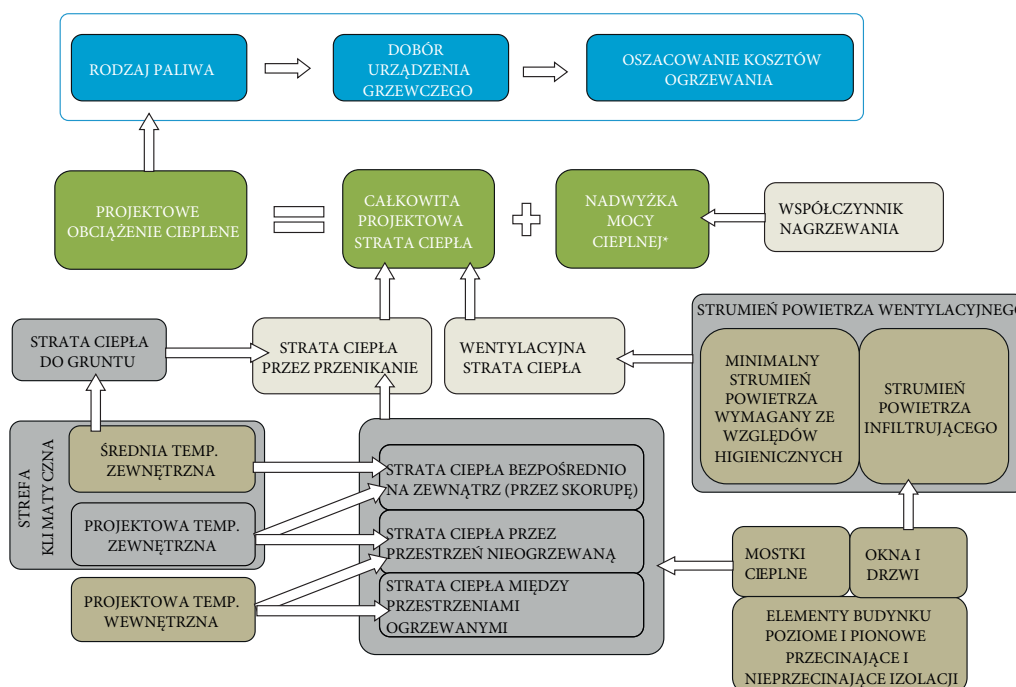 RODZAJ PALIWA
DOBÓR
URZĄDZENIA
GRZEWCZEGO
OSZACOWANIE KOSZTÓW
OGRZEWANIA
PROJEKTOWE
OBCIĄŻENIE CIEPLENE
=
CAŁKOWITA
PROJEKTOWA
STRATA CIEPŁA
+
NADWYŻKA
MOCY
CIEPLNEJ*
WSPÓŁCZYNNIK
NAGRZEWANIA
STRATA CIEPŁA
DO GRUNTU
STRATA CIEPŁA
PRZEZ PRZENIKANIE
WENTYLACYJNA
STRATA CIEPŁA
STRUMIEŃ POWIETRZA WENTYLACYJNEGO
MINIMALNY
STRUMIEŃ
POWIETRZA
WYMAGANY ZE
WZGLĘDÓW
HIGIENICZNYCH
STRUMIEŃ
POWIETRZA
INFILTRUJĄCEGO
STREFA
KLIMATYCZNA
ŚREDNIA TEMP.
ZEWNĘTRZNA
PROJEKTOWA TEMP.
ZEWNĘTRZNA
PROJEKTOWA TEMP.
WEWNĘTRZNA
STRATA CIEPŁA BEZPOŚREDNIO
NA ZEWNĄTRZ (PRZEZ SKORUPĘ)
STRATA CIEPŁA PRZEZ
PRZESTRZEŃ NIEOGRZEWANĄ
STRATA CIEPŁA MIĘDZY
PRZESTRZENIAMI
OGRZEWANYMI
MOSTKI
CIEPLNE
OKNA I
DRZWI
ELEMENTY BUDYNKU
POZIOME I PIONOWE
PRZECINAJĄCE I
NIEPRZECINAJĄCE IZOLACJI